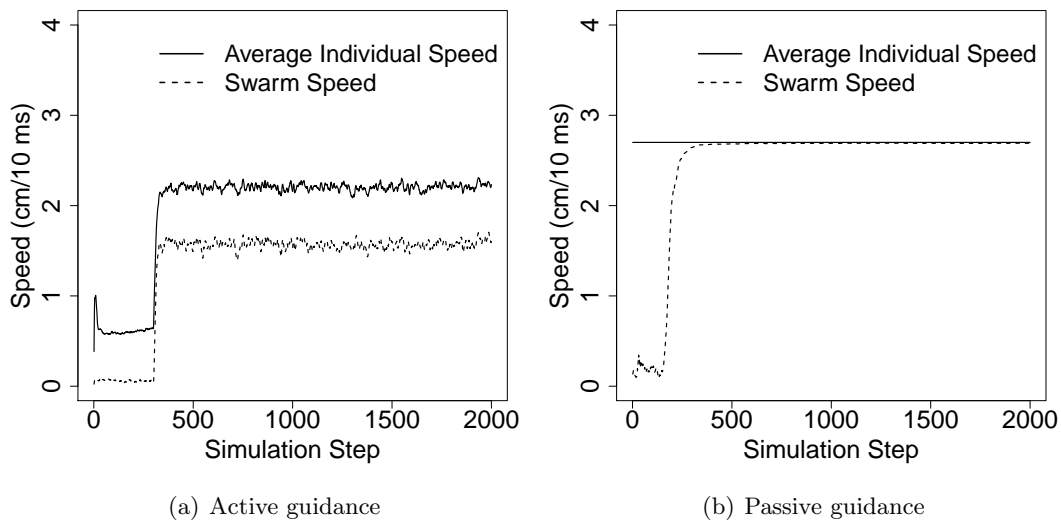 Average Individual Speed
Swarm Speed
Speed (cm/10 ms)
4
3
2
1
0
0 500 1000 1500 2000
Simulation Step
(a) Active guidance
Average Individual Speed
Swarm Speed
Speed (cm/10 ms)
4
3
2
1
0
0 500 1000 1500 2000
Simulation Step
(b) Passive guidance